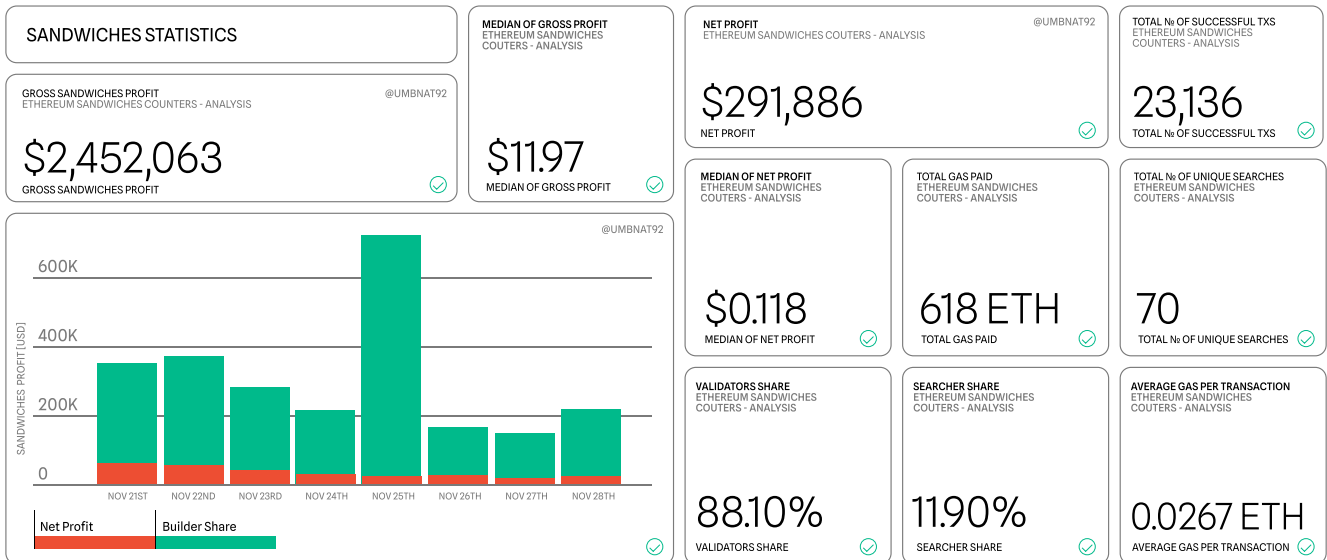 SANDWICHES STATISTICS
GROSS SANDWICHES PROFIT
@UMBNAT92
ETHEREUM SANDWICHES COUNTERS - ANALYSIS
$2,452,063
GROSS SANDWICHES PROFIT
MEDIAN OF GROSS PROFIT
ETHEREUM SANDWICHES
COUTERS - ANALYSIS
$11.97
MEDIAN OF GROSS PROFIT
@UMBNAT92
SANDWICHES PROFIT [USD]
600K
400K
200K
0
NOV 21ST
NOV 22ND
NOV 23RD
NOV 24TH
NOV 25TH
NOV 26TH
NOV 27TH
NOV 28TH
Net Profit
Builder Share
NET PROFIT
@UMBNAT92
ETHEREUM SANDWICHES COUTERS - ANALYSIS
$291,886
NET PROFIT
TOTAL № OF SUCCESSFUL TXS
ETHEREUM SANDWICHES
COUNTERS - ANALYSIS
23,136
TOTAL № OF SUCCESSFUL TXS
MEDIAN OF NET PROFIT
ETHEREUM SANDWICHES
COUTERS - ANALYSIS
$0.118
MEDIAN OF NET PROFIT
TOTAL GAS PAID
ETHEREUM SANDWICHES
COUTERS - ANALYSIS
618 ETH
TOTAL GAS PAID
TOTAL № OF UNIQUE SEARCHES
ETHEREUM SANDWICHES
COUTERS - ANALYSIS
70
TOTAL № OF UNIQUE SEARCHES
VALIDATORS SHARE
ETHEREUM SANDWICHES
COUTERS - ANALYSIS
88.10%
VALIDATORS SHARE
SEARCHER SHARE
ETHEREUM SANDWICHES
COUTERS - ANALYSIS
11.90%
SEARCHER SHARE
AVERAGE GAS PER TRANSACTION
ETHEREUM SANDWICHES
COUTERS - ANALYSIS
0.0267 ETH
AVERAGE GAS PER TRANSACTION